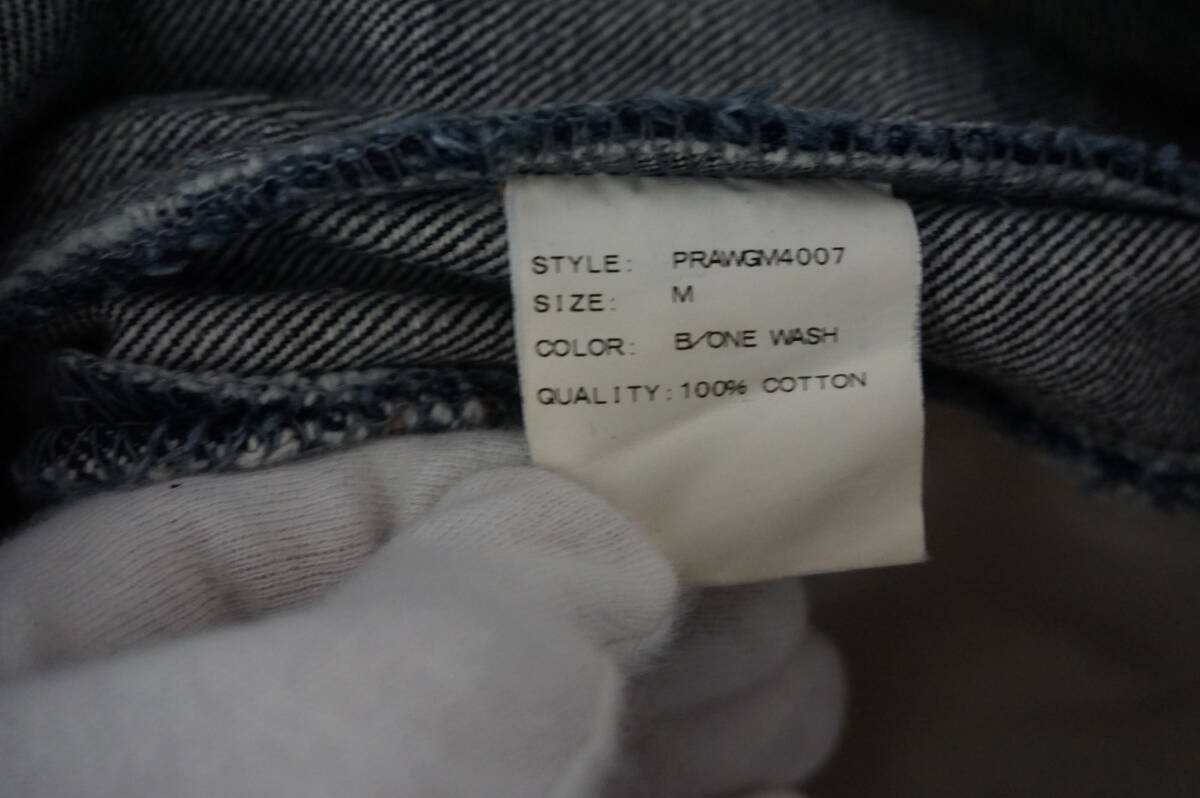 STYLE: PRAWGM4007
SIZE: M
COLOR: B/ONE WASH
QUALITY: 100% COTTON